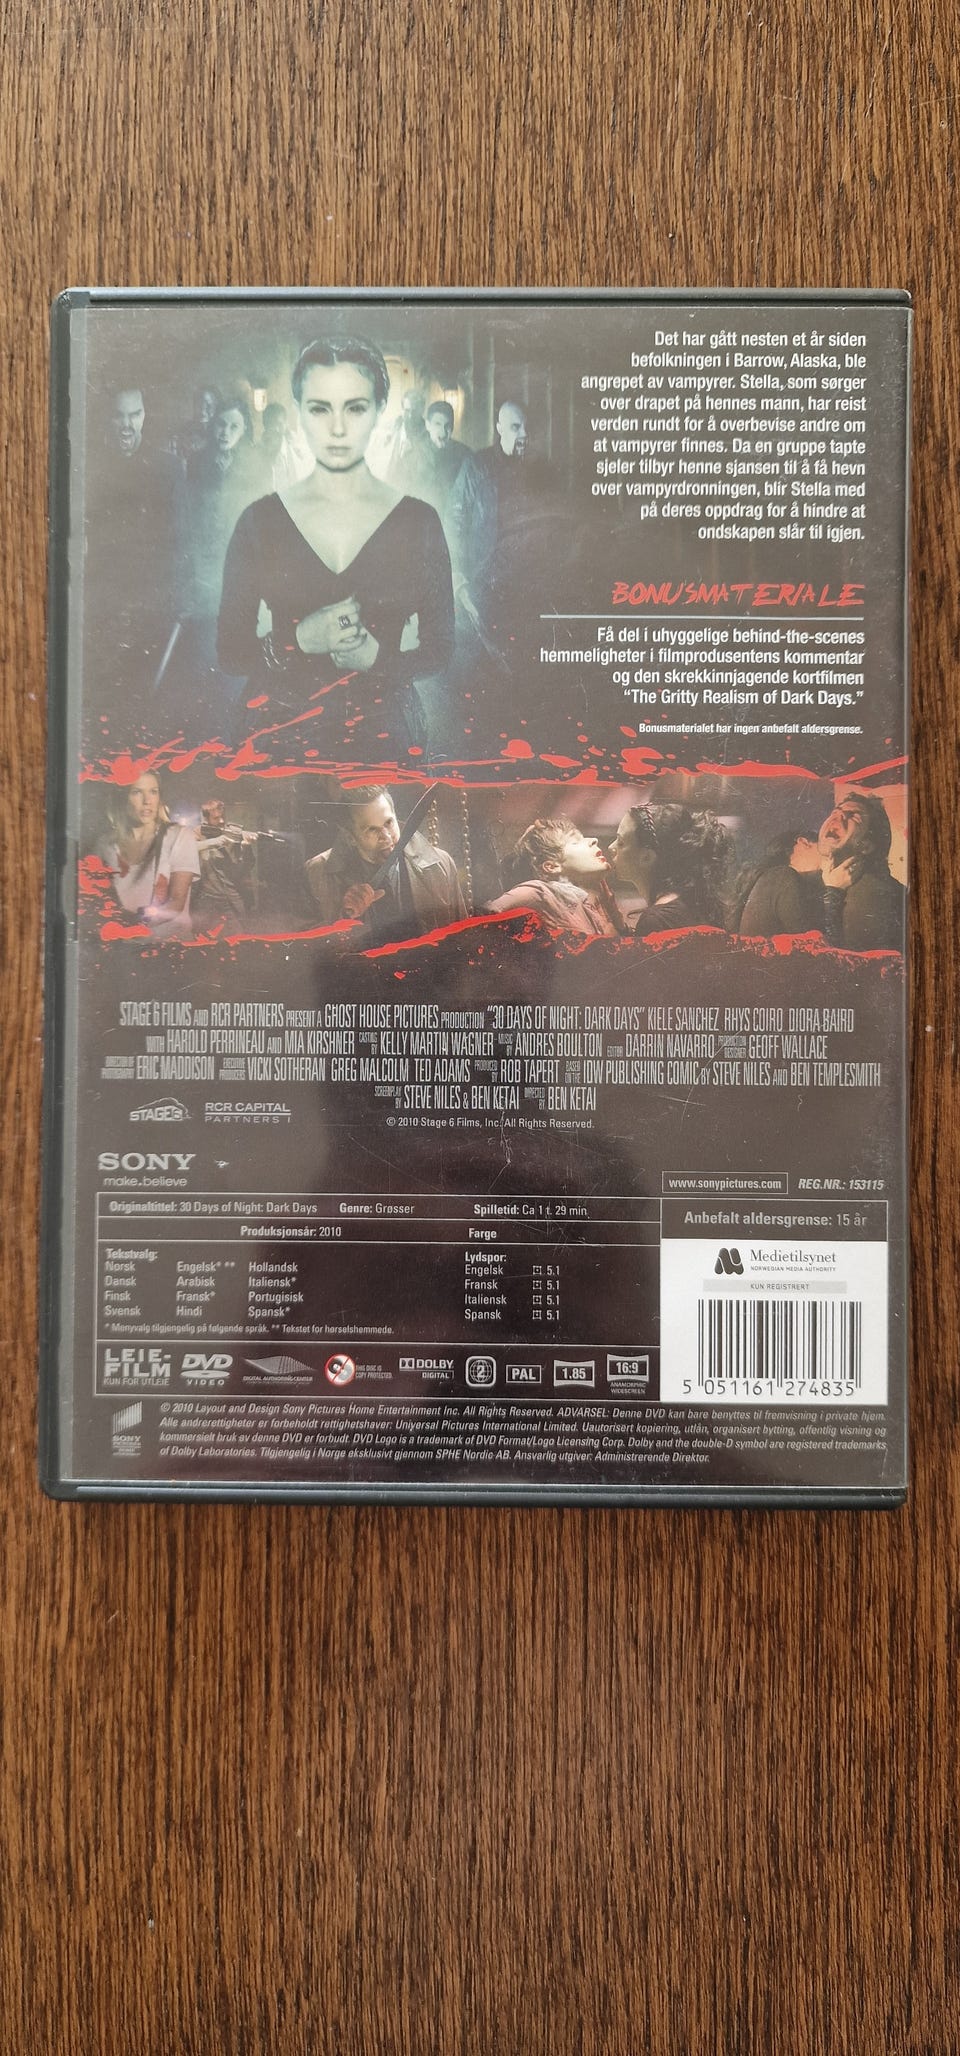 Det har gått nesten et år siden
befolkningen i Barrow, Alaska, ble
angrepet av vampyrer. Stella, som sørger
over drapet på hennes mann, har reist
verden rundt for å overbevise andre om
at vampyrer finnes. Da en gruppe tapte
sjeler tilbyr henne sjansen til å få hevn
over vampyrdronningen, blir Stella med
på deres oppdrag for å hindre at
ondskapen slår til igjen.
BONUSMATERIALE
Få del i uhyggelige behind-the-scenes
hemmeligheter i filmprodusentens kommentar
og den skrekkinnjagende kortfilmen
“The Gritty Realism of Dark Days.”
Bonusmaterialet har ingen anbefalt aldersgrense.
STAGE 6 FILMS AND RCR PARTNERS PRESENT A GHOST HOUSE PICTURES PRODUCTION "30 DAYS OF NIGHT: DARK DAYS" KIELE SANCHEZ RHYS COIRO DIORA BAIRD
WITH HAROLD PERRINEAU AND MIA KIRSHNER CASTING BY KELLY MARTIN WAGNER MUSIC BY ANDRES BOULTON EDITOR DARRIN NAVARRO PRODUCTION DESIGNER GEOFF WALLACE
DIRECTOR OF PHOTOGRAPHY ERIC MADDISON EXECUTIVE PRODUCERS VICKI SOTHERAN GREG MALCOLM TED ADAMS PRODUCED BY ROB TAPERT BASED ON THE IDW PUBLISHING COMIC BY STEVE NILES AND BEN TEMPLESMITH
SCREENPLAY BY STEVE NILES & BEN KETAI DIRECTED BY BEN KETAI
STAGE 6 RCR CAPITAL PARTNERS I
© 2010 Stage 6 Films, Inc. All Rights Reserved.
SONY
make.believe
www.sonypictures.com REG.NR.: 153115
Originaltittel: 30 Days of Night: Dark Days Genre: Grøsser Spilletid: Ca 1 t. 29 min.
Produksjonsår: 2010 Farge
Anbefalt aldersgrense: 15 år
Tekstvalg:
Norsk Engelsk* ** Hollandsk
Dansk Arabisk Italiensk*
Finsk Fransk* Portugisisk
Svensk Hindi Spansk*
* Menyvalg tilgjengelig på følgende språk. ** Tekstet for hørselshemmede.
Lydspor:
Engelsk 5.1
Fransk 5.1
Italiensk 5.1
Spansk 5.1
Medietilsynet
NORWEGIAN MEDIA AUTHORITY
KUN REGISTRERT
5 051161 274835
LEIE-
FILM
KUN FOR UTLEIE
DVD
VIDEO
DIGITAL AUTHORING CENTER
THIS DISC IS
COPY PROTECTED
DOLBY
DIGITAL
2
PAL
1.85
16:9
ANAMORPHIC
WIDESCREEN
SONY
PICTURES
© 2010 Layout and Design Sony Pictures Home Entertainment Inc. All Rights Reserved. ADVARSEL: Denne DVD kan bare benyttes til fremvisning i private hjem.
Alle andrerettigheter er forbeholdt rettighetshaver: Universal Pictures International Limited. Uautorisert kopiering, utlån, organisert bytting, offentlig visning og
kommersielt bruk av denne DVD er forbudt. DVD Logo is a trademark of DVD Format/Logo Licensing Corp. Dolby and the double-D symbol are registered trademarks
of Dolby Laboratories. Tilgjengelig i Norge eksklusivt gjennom SPHE Nordic AB. Ansvarlig utgiver: Administrerende Direktør.